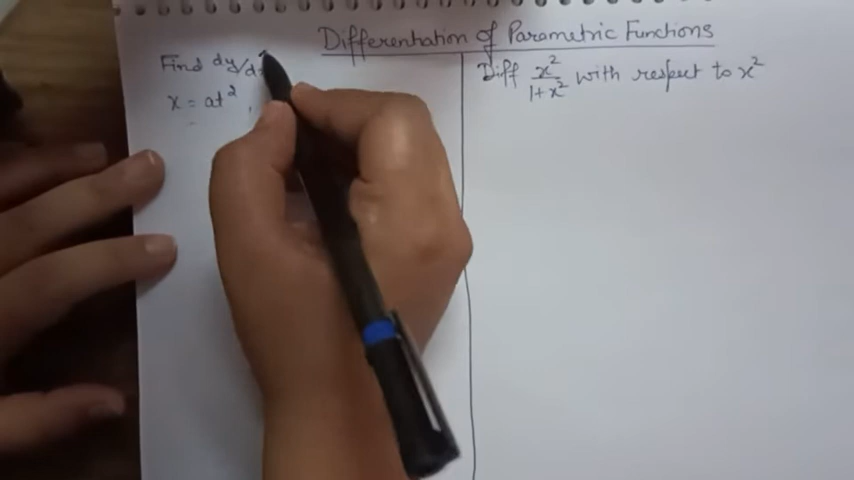 Differentiation of Parametric Functions
Find dy/d
x = at²,
Diff x²/1+x² with respect to x²